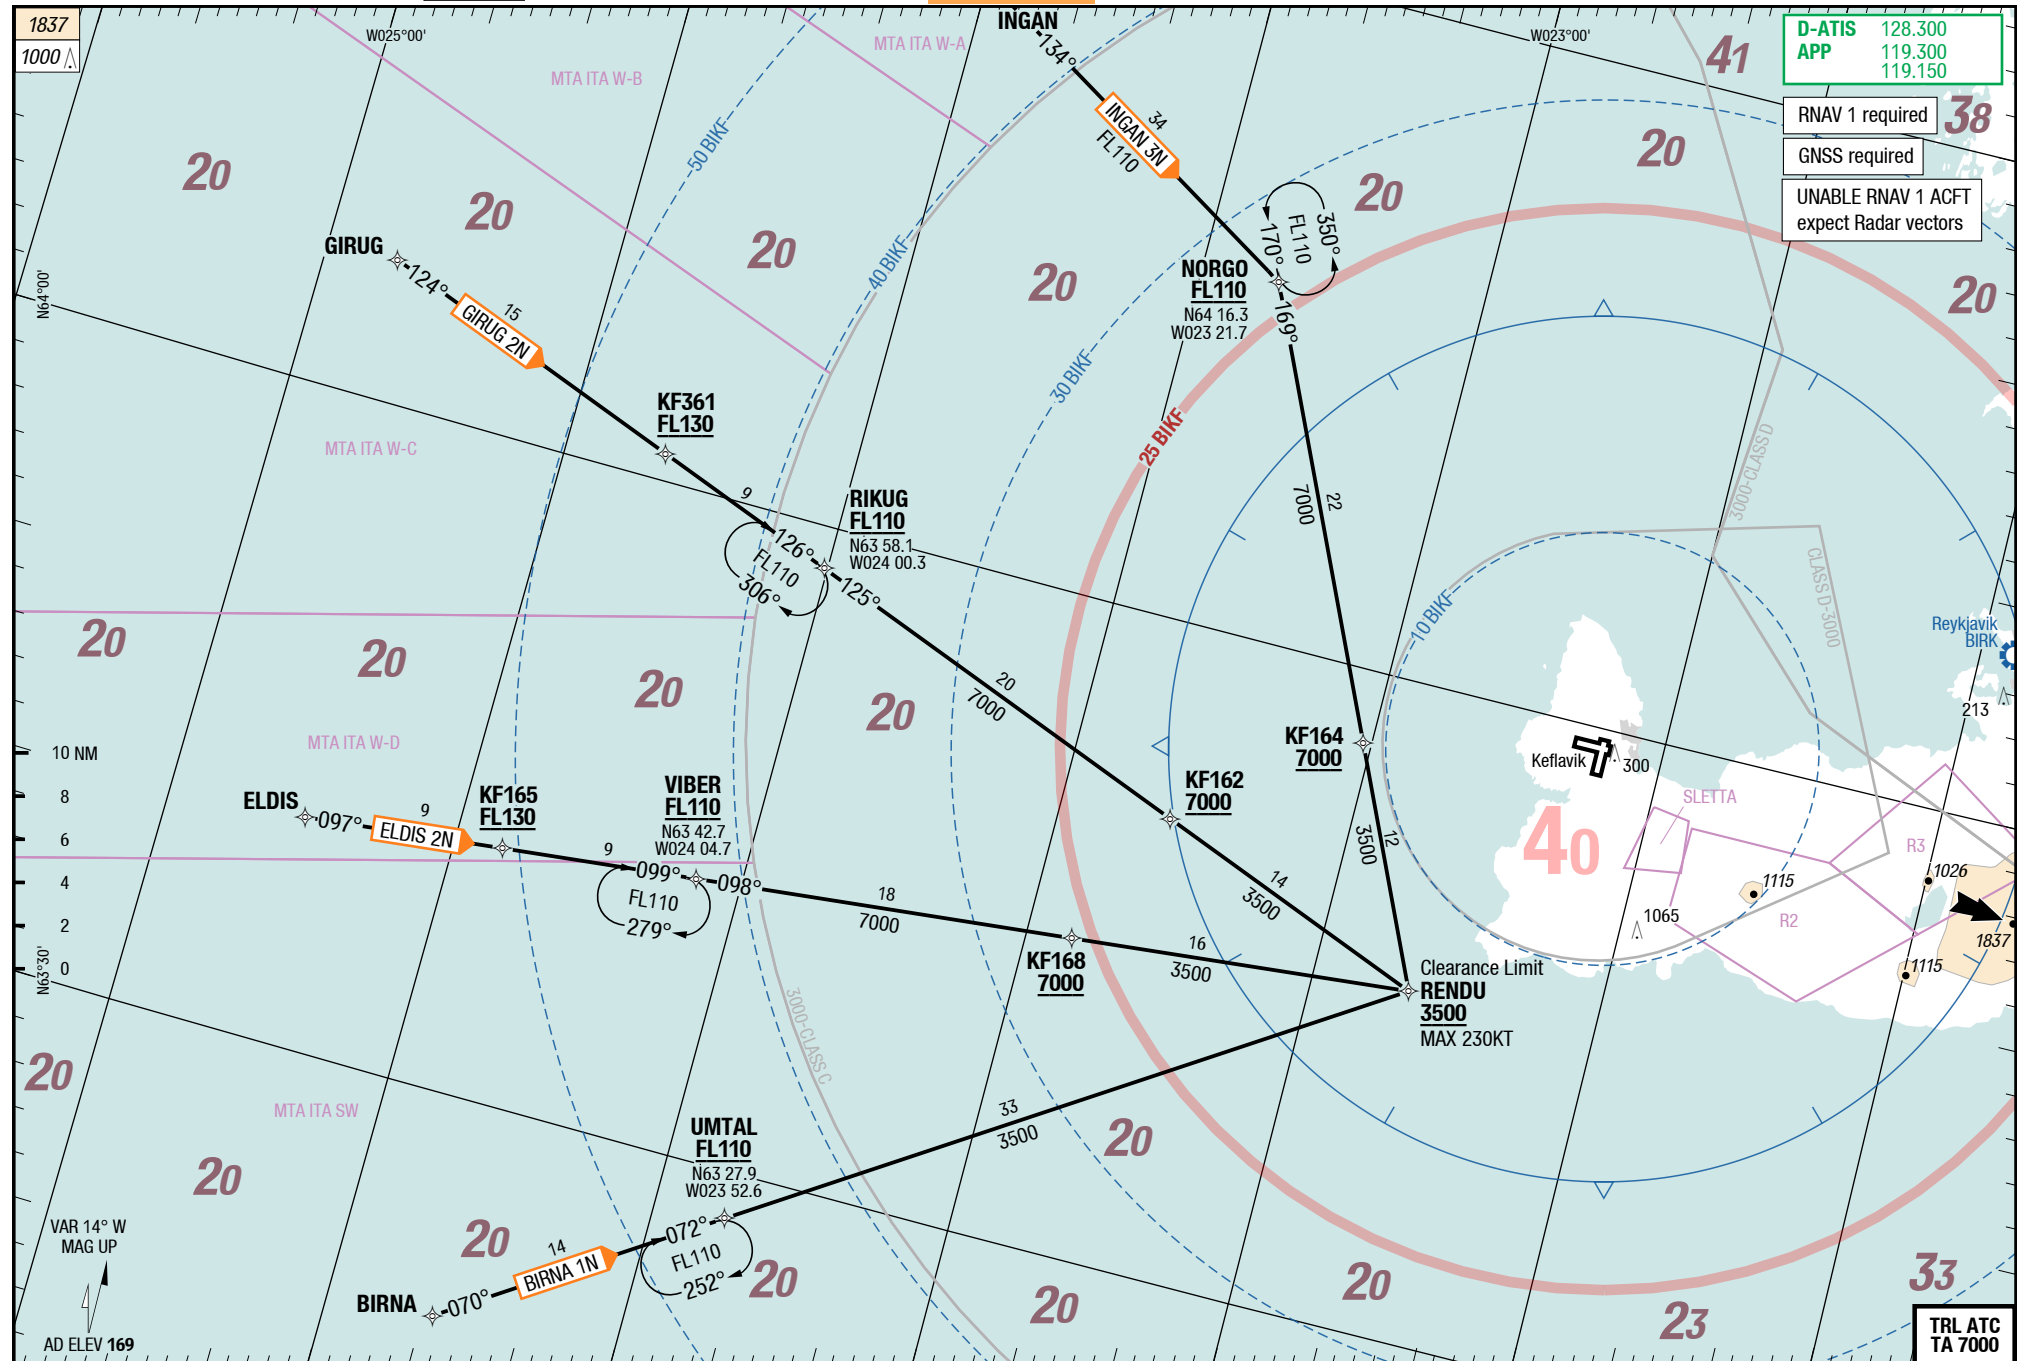 1837
1000
W025°00'
MTA ITA W-B
MTA ITA W-A
INGAN
134°
34
INGAN 3N
FL110
W023°00'
41
D-ATIS 128.300
APP 119.300
119.150
RNAV 1 required
38
GNSS required
UNABLE RNAV 1 ACFT
expect Radar vectors
20
20
20
20
20
20
20
50 BIKF
40 BIKF
30 BIKF
25 BIKF
10 BIKF
N64°00'
GIRUG
124°
15
GIRUG 2N
NORGO
FL110
N64 16.3
W023 21.7
170°
FL110
350°
169°
22
7000
KF361
FL130
9
MTA ITA W-C
RIKUG
FL110
N63 58.1
W024 00.3
126°
FL110
306°
125°
20
7000
3000-CLASS D
CLASS D-3000
Reykjavik
BIRK
213
20
20
20
20
MTA ITA W-D
10 NM
8
6
4
2
0
N63°30'
ELDIS
097°
9
ELDIS 2N
KF165
FL130
9
VIBER
FL110
N63 42.7
W024 04.7
099°
FL110
279°
098°
18
7000
KF168
7000
16
3500
KF162
7000
14
3500
KF164
7000
12
3500
Keflavik
300
SLETTA
40
R3
1026
1115
1065
R2
1837
1115
Clearance Limit
RENDU
3500
MAX 230KT
3000-CLASS C
20
MTA ITA SW
33
3500
20
UMTAL
FL110
N63 27.9
W023 52.6
072°
FL110
252°
20
20
14
BIRNA 1N
BIRNA
070°
20
20
20
33
23
VAR 14° W
MAG UP
AD ELEV 169
TRL ATC
TA 7000